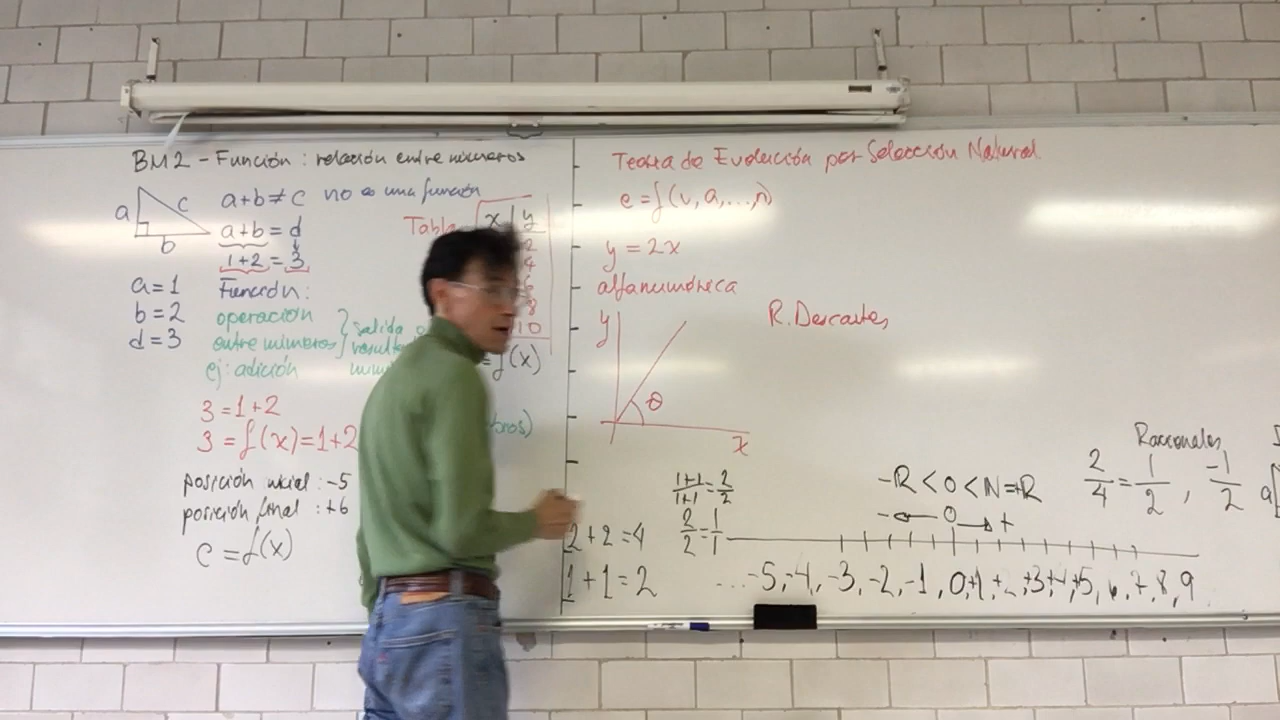 BM2 - Función: relación entre números
a
c
b
a+b≠c no es una función
a+b=d
1+2=3
a=1
b=2
d=3
Función:
operación
entre números
ej: adición
salida
Tabla
x | y
2
4
6
8
10
=f(x)
3=1+2
3=f(x)=1+2
posición inicial: -5
posición final: +6
e=f(x)
Teoría de Evolución por Selección Natural
e=f(v,a,...,n)
y=2x
alfanumérica
y
θ
x
R. Descartes
1+1/1+1=2/2
2/2=1/1
2+2=4
1+1=2
-R<0<N=+R
- ← 0 → +
...-5,-4,-3,-2,-1,0,+1,+2,+3,+4,+5,6,7,8,9
Racionales
2/4=1/2, -1/2